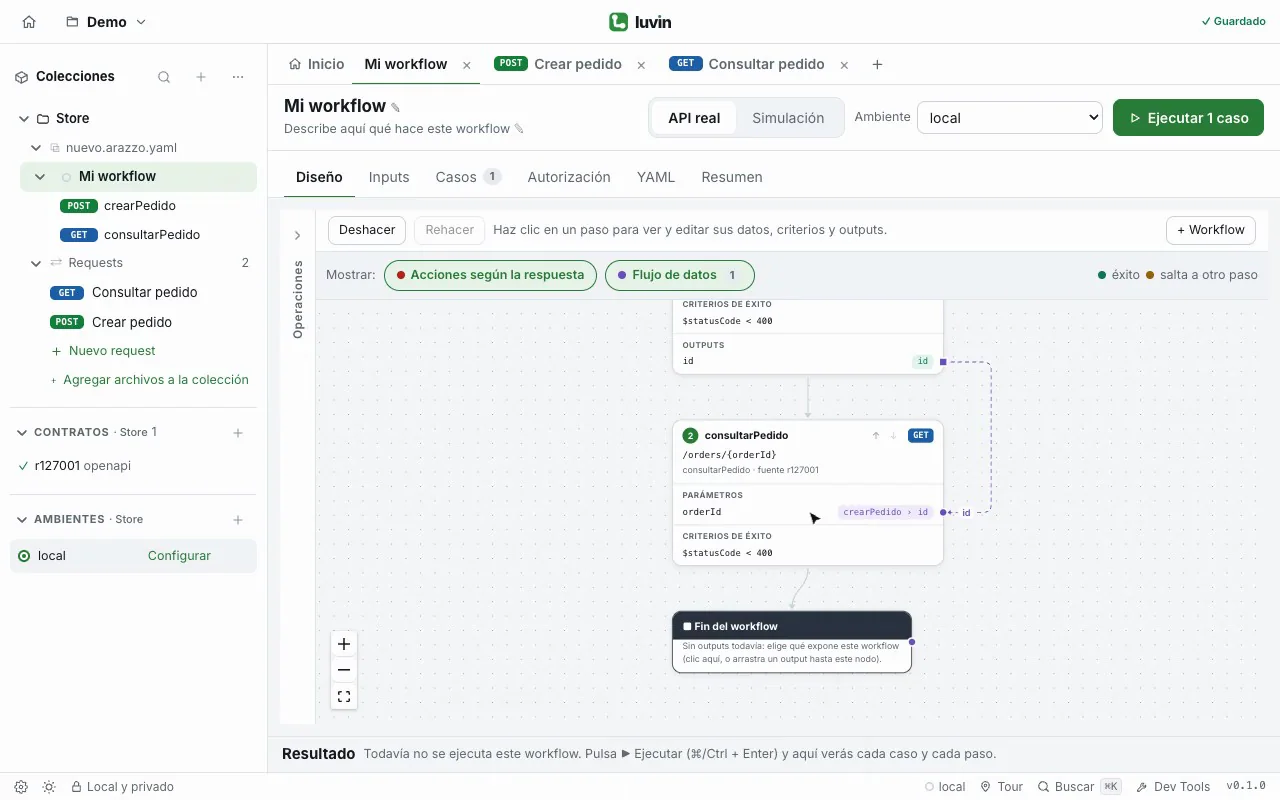 Demo
luvin
✓ Guardado
Colecciones
Store
nuevo.arazzo.yaml
Mi workflow
POST crearPedido
GET consultarPedido
Requests 2
GET Consultar pedido
POST Crear pedido
+ Nuevo request
+ Agregar archivos a la colección
CONTRATOS · Store 1 +
✓ r127001 openapi
AMBIENTES · Store +
local Configurar
Inicio Mi workflow × POST Crear pedido × GET Consultar pedido × +
Mi workflow ✎
Describe aquí qué hace este workflow ✎
API real Simulación Ambiente local Ejecutar 1 caso
Diseño Inputs Casos 1 Autorización YAML Resumen
Operaciones
Deshacer Rehacer Haz clic en un paso para ver y editar sus datos, criterios y outputs. + Workflow
Mostrar: Acciones según la respuesta Flujo de datos 1 éxito salta a otro paso
CRITERIOS DE ÉXITO
$statusCode < 400
OUTPUTS
id id
2 consultarPedido ↑ ↓ GET
/orders/{orderId}
consultarPedido · fuente r127001
PARÁMETROS
orderId crearPedido › id id
CRITERIOS DE ÉXITO
$statusCode < 400
Fin del workflow
Sin outputs todavía: elige qué expone este workflow
(clic aquí, o arrastra un output hasta este nodo).
Resultado Todavía no se ejecuta este workflow. Pulsa ▶ Ejecutar (⌘/Ctrl + Enter) y aquí verás cada caso y cada paso.
Local y privado local Tour Buscar ⌘K Dev Tools v0.1.0